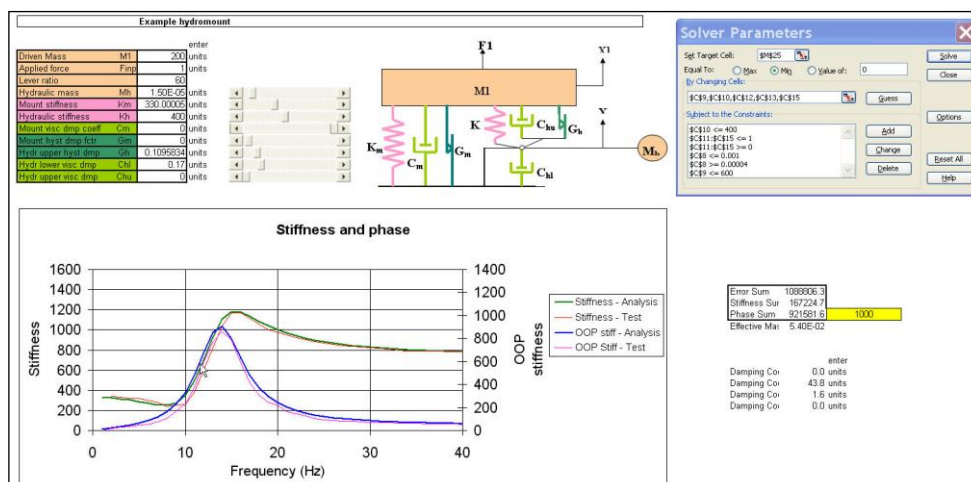 Example hydromount
enter
Driven Mass M1 200 units
Applied force Finp 1 units
Lever ratio 60
Hydraulic mass Mh 1.50E-05 units
Mount stiffness Km 330.00005 units
Hydraulic stiffness Kh 400 units
Mount visc dmp coeff Cm 0 units
Mount hyst dmp fctr Gm 0 units
Hydr upper hyst dmp Gh 0.1095834 units
Hydr lower visc dmp Chl 0.17 units
Hydr upper visc dmp Chu 0 units
F1
X1
M1
Y
Km
Cm
Gm
K
Chu
Gh
Chl
Mh
Solver Parameters
Set Target Cell: $M$25
Solve
Equal To: Max Min Value of: 0
Close
By Changing Cells:
$C$9,$C$10,$C$12,$C$13,$C$15
Guess
Subject to the Constraints:
Options
$C$10 <= 400
$C$11:$C$15 <= 1
$C$11:$C$15 >= 0
$C$8 <= 0.001
$C$8 >= 0.00004
$C$9 <= 600
Add
Change
Delete
Reset All
Help
Stiffness and phase
1600
1400
1200
1000
800
600
400
200
0
Stiffness
1400
1200
1000
800
600
400
200
0
OOP
stiffness
0 10 20 30 40
Frequency (Hz)
Stiffness - Analysis
Stiffness - Test
OOP stiff - Analysis
OOP Stiff - Test
Error Sum 1088806.3
Stiffness Sur 167224.7
Phase Sum 921581.6 1000
Effective Mas 5.40E-02
enter
Damping Co 0.0 units
Damping Co 43.8 units
Damping Co 1.6 units
Damping Co 0.0 units